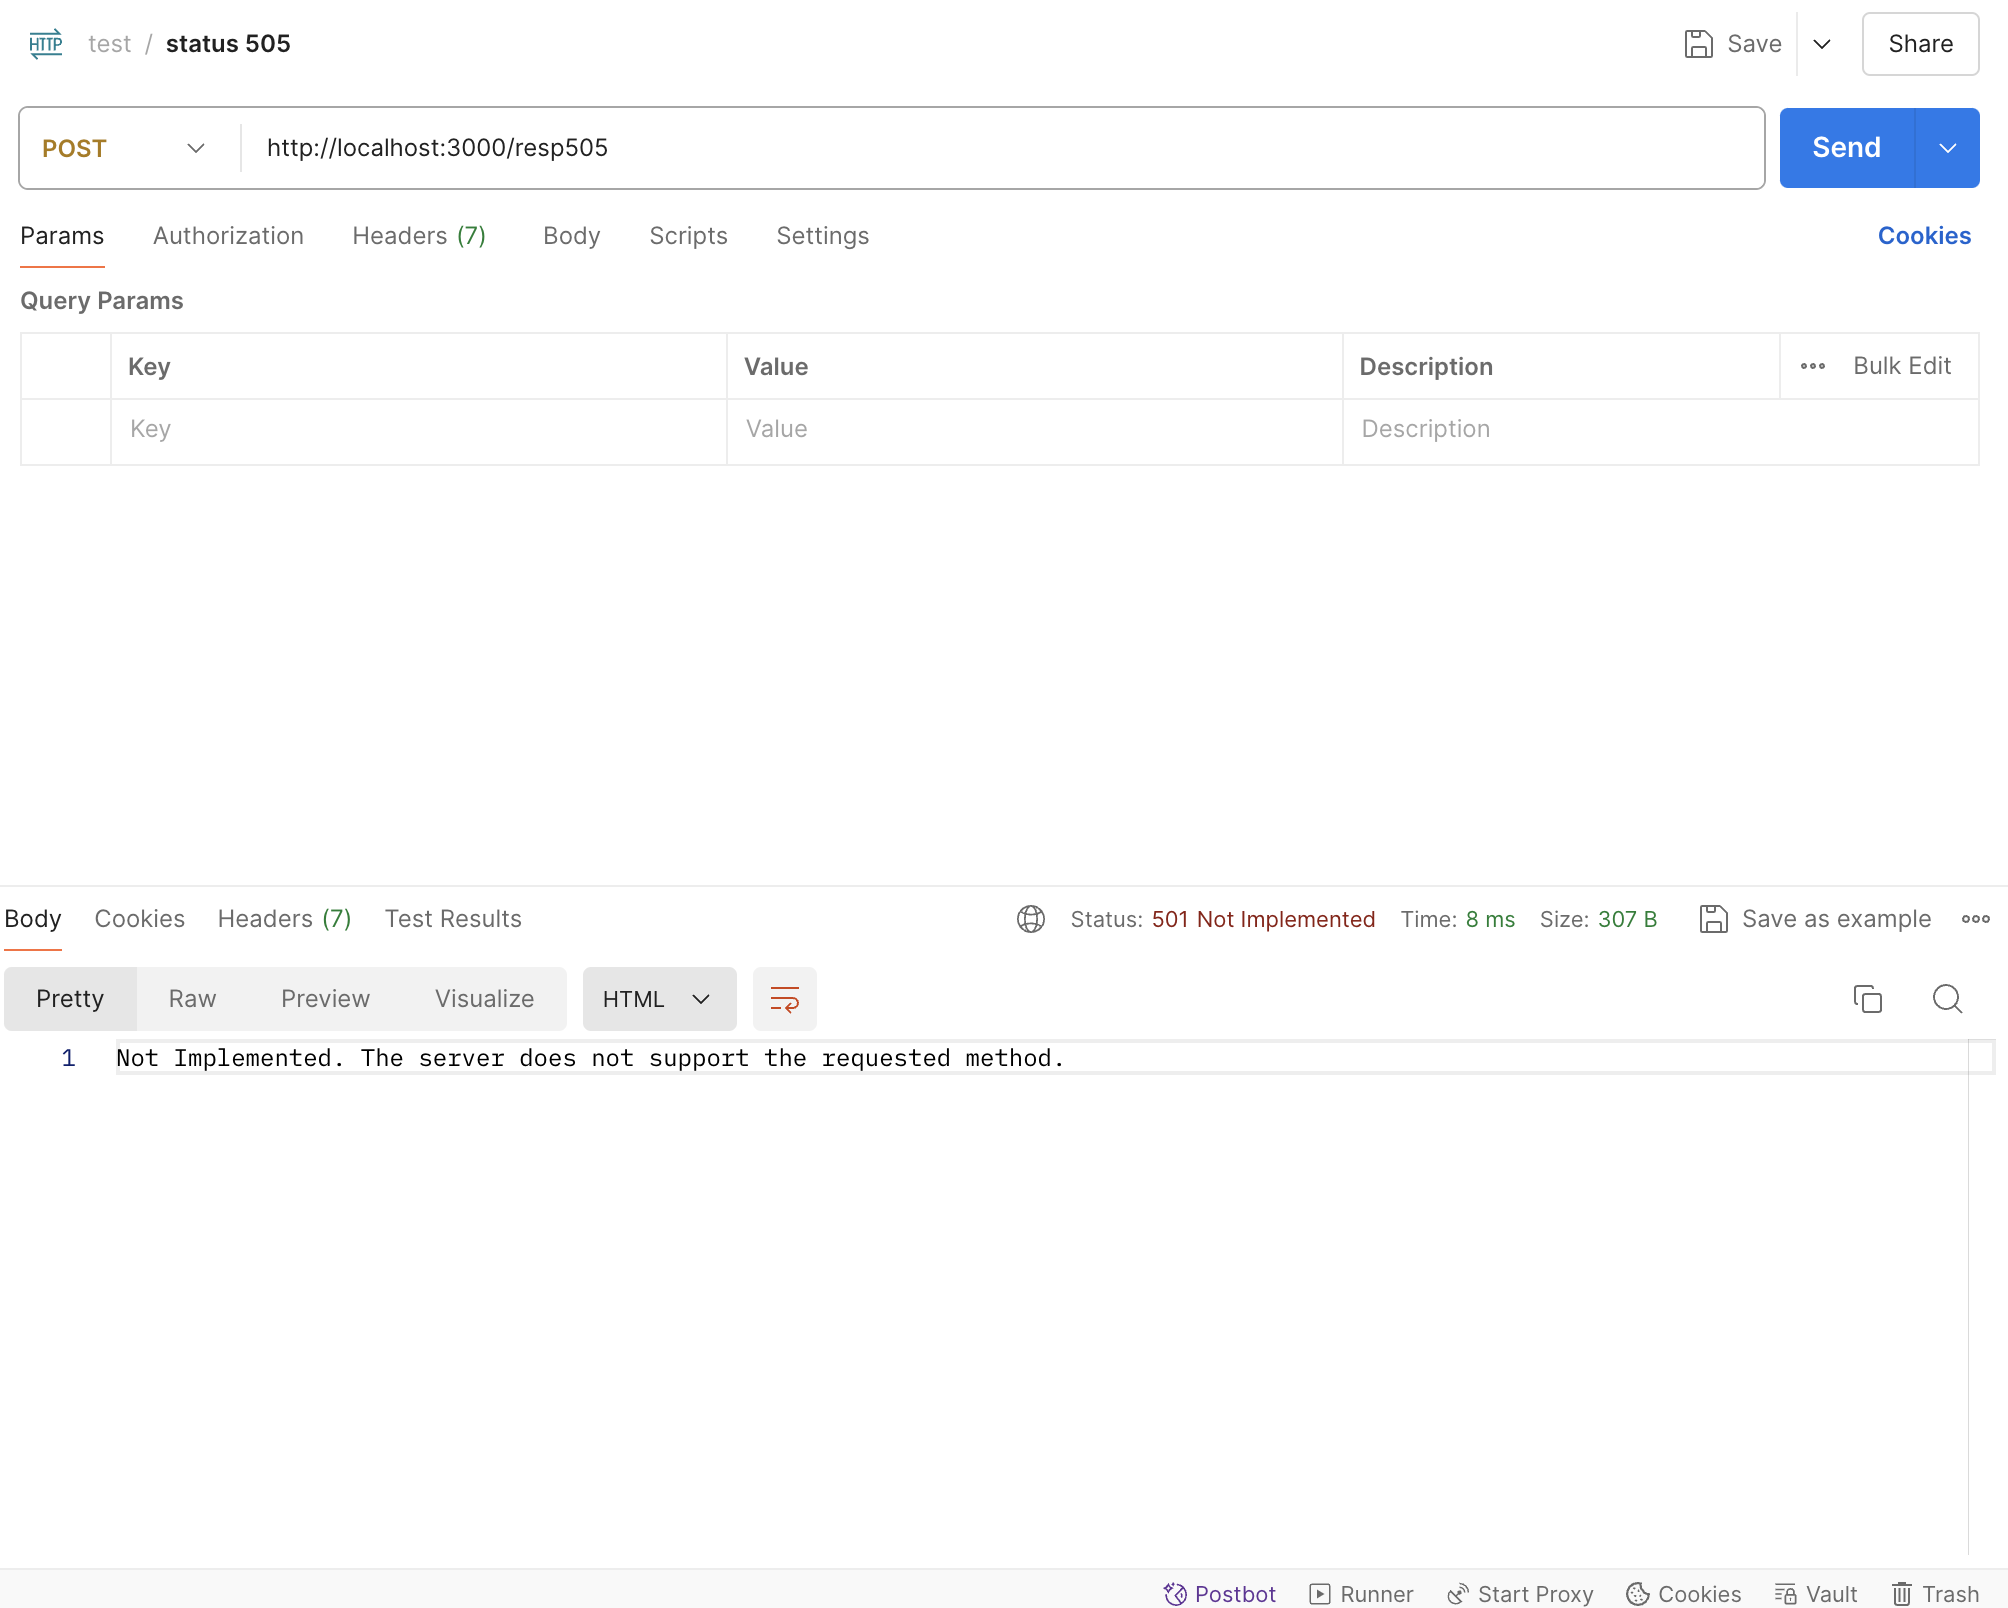 HTTP test / status 505 Save Share
POST http://localhost:3000/resp505 Send
Params Authorization Headers (7) Body Scripts Settings Cookies
Query Params
Key Value Description Bulk Edit
Key Value Description
Body Cookies Headers (7) Test Results Status: 501 Not Implemented Time: 8 ms Size: 307 B Save as example
Pretty Raw Preview Visualize HTML
1 Not Implemented. The server does not support the requested method.
Postbot Runner Start Proxy Cookies Vault Trash